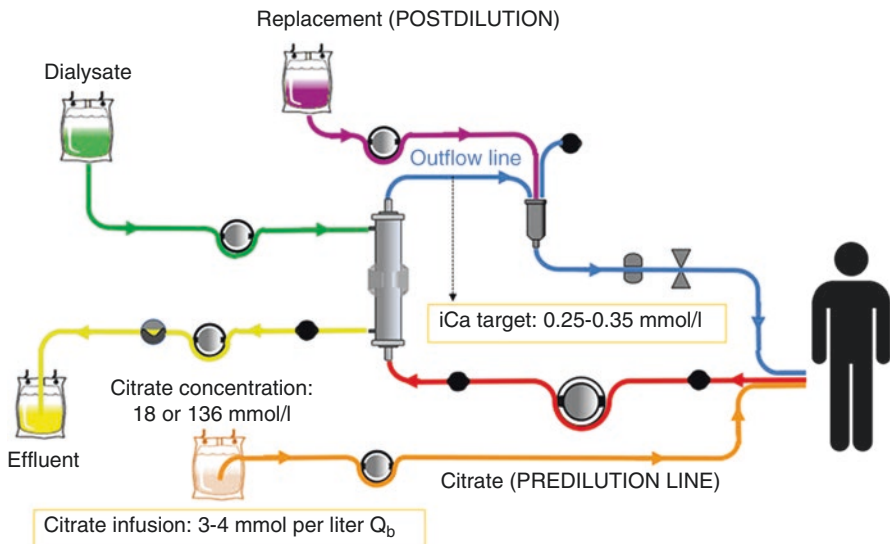 Replacement (POSTDILUTION)
Dialysate
Outflow line
iCa target: 0.25-0.35 mmol/l
Citrate concentration:
18 or 136 mmol/l
Effluent
Citrate (PREDILUTION LINE)
Citrate infusion: 3-4 mmol per liter Qb